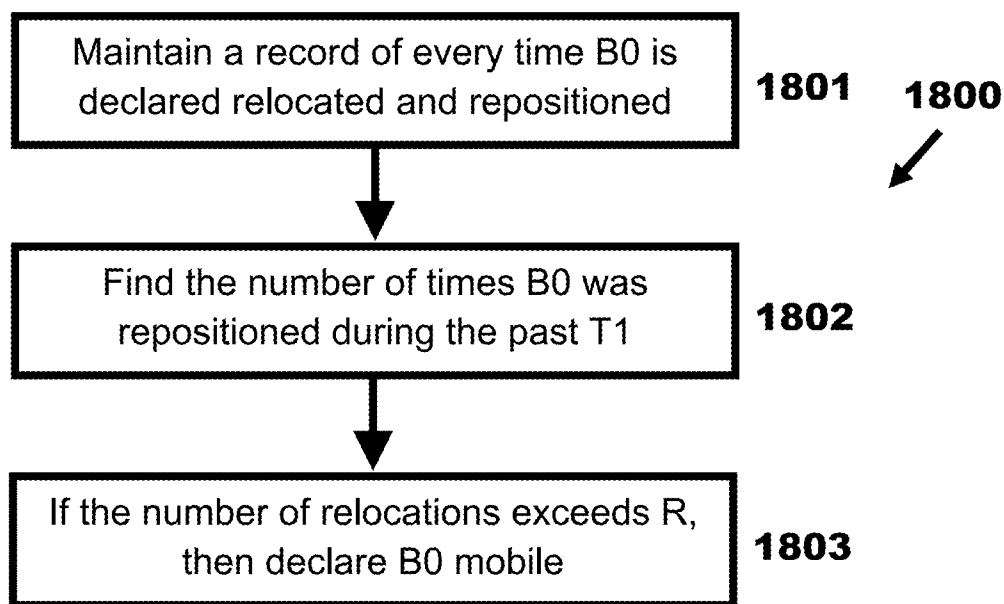 Maintain a record of every time B0 is
declared relocated and repositioned
1801
1800
Find the number of times B0 was
repositioned during the past T1
1802
If the number of relocations exceeds R,
then declare B0 mobile
1803